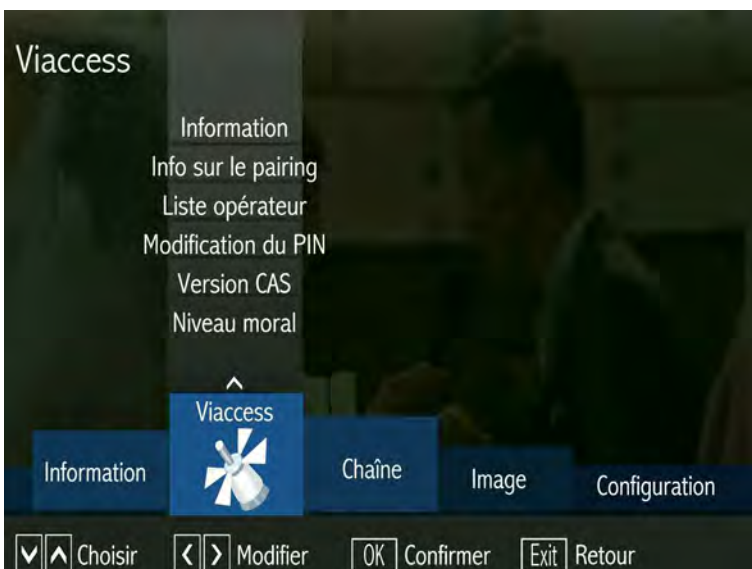 Viaccess
Information
Info sur le pairing
Liste opérateur
Modification du PIN
Version CAS
Niveau moral
Viaccess
Information
Chaîne
Image
Configuration
Choisir Modifier OK Confirmer Exit Retour